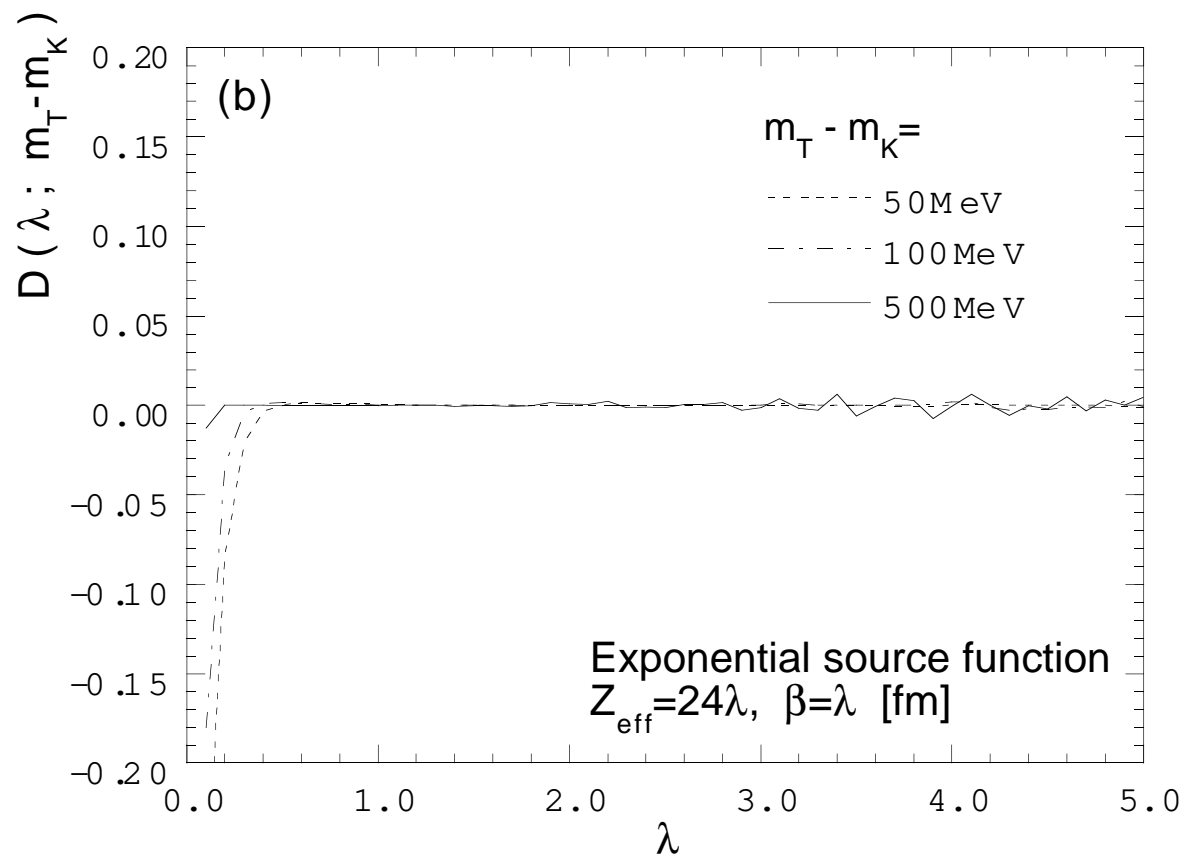 D ( λ ; m_T-m_K)
0.20
(b)
m_T - m_K=
0.15
50MeV
0.10
100MeV
0.05
500MeV
0.00
-0.05
-0.10
Exponential source function
-0.15
Z_eff=24λ, β=λ [fm]
-0.20
0.0 1.0 2.0 3.0 4.0 5.0
λ